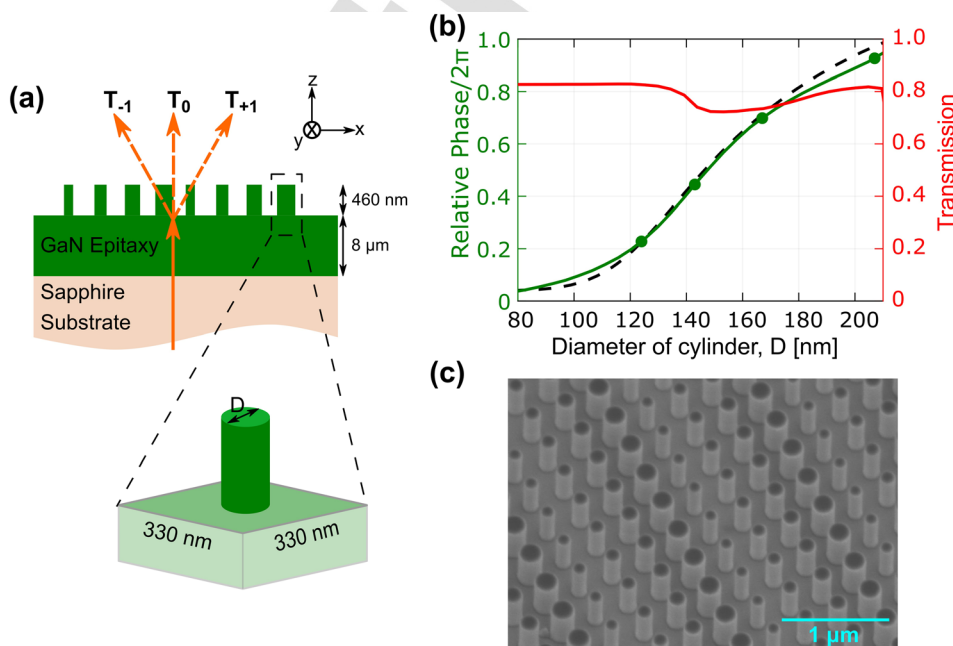 (a)
T-1 T0 T+1
z
y x
460 nm
GaN Epitaxy
8 μm
Sapphire
Substrate
D
330 nm 330 nm
(b)
Relative Phase/2π
1.0
0.8
0.6
0.4
0.2
0
80 100 120 140 160 180 200
Diameter of cylinder, D [nm]
1.0
0.8
0.6
0.4
0.2
0
Transmission
(c)
1 μm